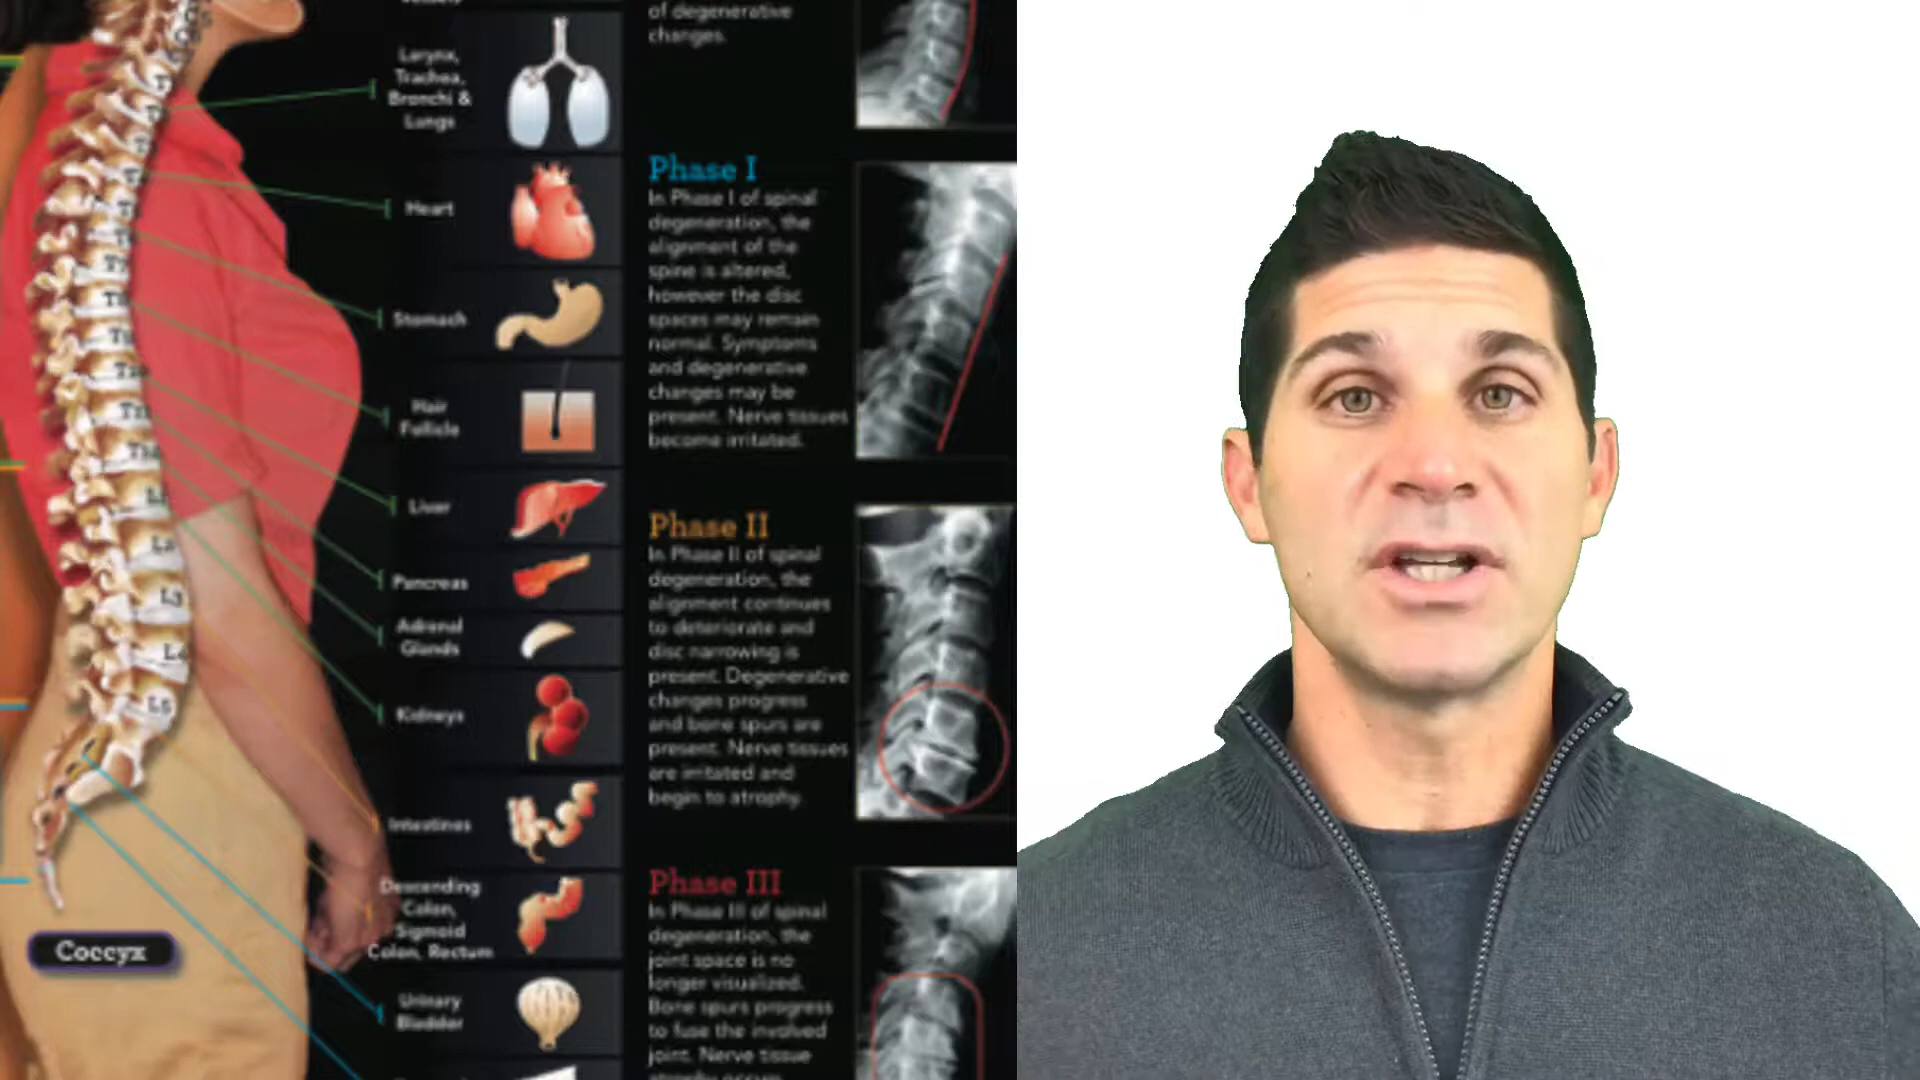 Larynx,
Trachea,
Bronchi &
Lungs
Heart
Stomach
Hair
Follicle
Liver
Pancreas
Adrenal
Glands
Kidneys
Intestines
Descending
Colon,
Sigmoid
Colon, Rectum
Urinary
Bladder
L3
L5
Coccyx
of degenerative
changes.
Phase I
In Phase I of spinal
degeneration, the
alignment of the
spine is altered,
however the disc
spaces may remain
normal. Symptoms
and degenerative
changes may be
present. Nerve tissues
become irritated.
Phase II
In Phase II of spinal
degeneration, the
alignment continues
to deteriorate and
disc narrowing is
present. Degenerative
changes progress
and bone spurs are
present. Nerve tissues
are irritated and
begin to atrophy.
Phase III
In Phase III of spinal
degeneration, the
joint space is no
longer visualized.
Bone spurs progress
to fuse the involved
joint. Nerve tissue